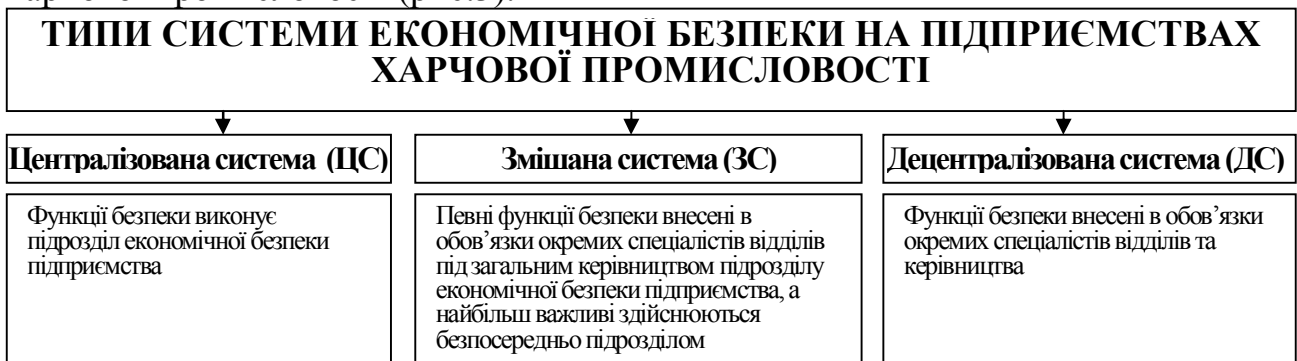 ТИПИ СИСТЕМИ ЕКОНОМІЧНОЇ БЕЗПЕКИ НА ПІДПРИЄМСТВАХ
ХАРЧОВОЇ ПРОМИСЛОВОСТІ
Централізована система (ЦС)
Функції безпеки виконує
підрозділ економічної безпеки
підприємства
Змішана система (ЗС)
Певні функції безпеки внесені в
обов’язки окремих спеціалістів відділів
під загальним керівництвом підрозділу
економічної безпеки підприємства, а
найбільш важливі здійснюються
безпосередньо підрозділом
Децентралізована система (ДС)
Функції безпеки внесені в обов’язки
окремих спеціалістів відділів та
керівництва